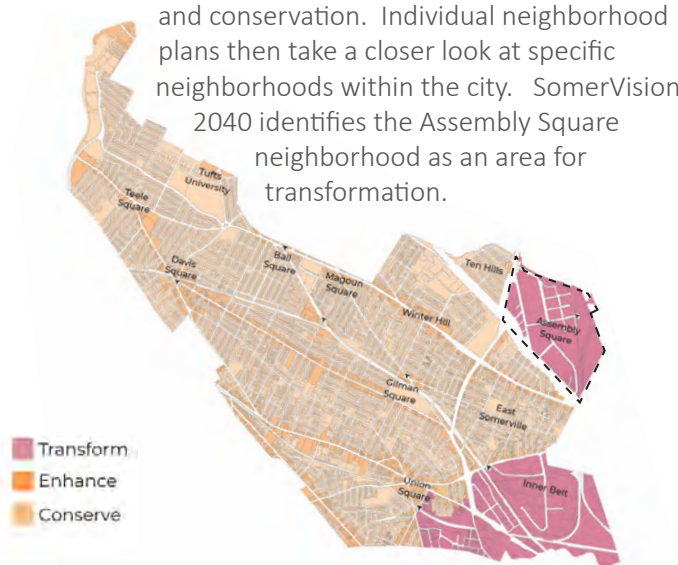 and conservation.  Individual neighborhood
plans then take a closer look at specific
neighborhoods within the city.   SomerVision
2040 identifies the Assembly Square
neighborhood as an area for
transformation.
Tufts
University
Teele
Square
Davis
Square
Ball
Square
Magoun
Square
Ten Hills
Winter Hill
Assembly
Square
Gilman
Square
East
Somerville
Union
Square
Inner Belt
Transform
Enhance
Conserve